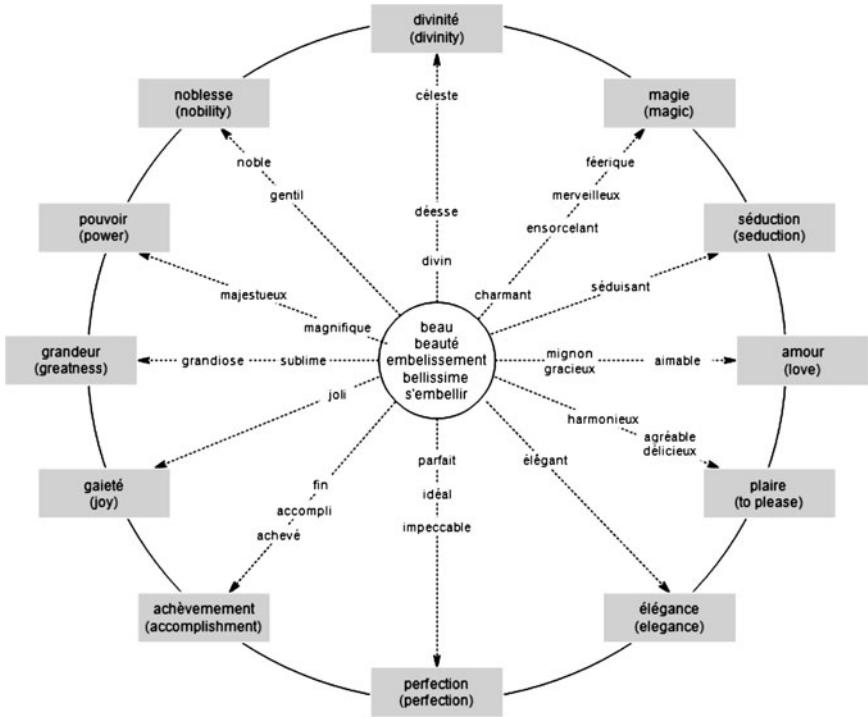 divinité
(divinity)
noblesse
(nobility)
magie
(magic)
céleste
noble
féerique
gentil
merveilleux
pouvoir
(power)
déesse
ensorcelant
séduction
(seduction)
divin
majestueux
charmant
séduisant
magnifique
grandeur
(greatness)
grandiose
sublime
beau
beauté
embelissement
bellissime
s'embellir
mignon
gracieux
aimable
amour
(love)
joli
harmonieux
agréable
délicieux
gaieté
(joy)
fin
accompli
achevé
parfait
idéal
impeccable
élégant
plaire
(to please)
achèvemement
(accomplishment)
élégance
(elegance)
perfection
(perfection)